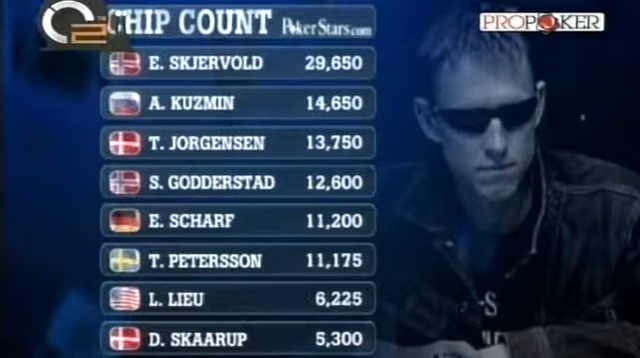 CHIP COUNT PokerStars.com
PROPOKER
E. SKJERVOLD 29,650
A. KUZMIN 14,650
T. JORGENSEN 13,750
S. GODDERSTAD 12,600
E. SCHARF 11,200
T. PETERSSON 11,175
L. LIEU 6,225
D. SKAARUP 5,300